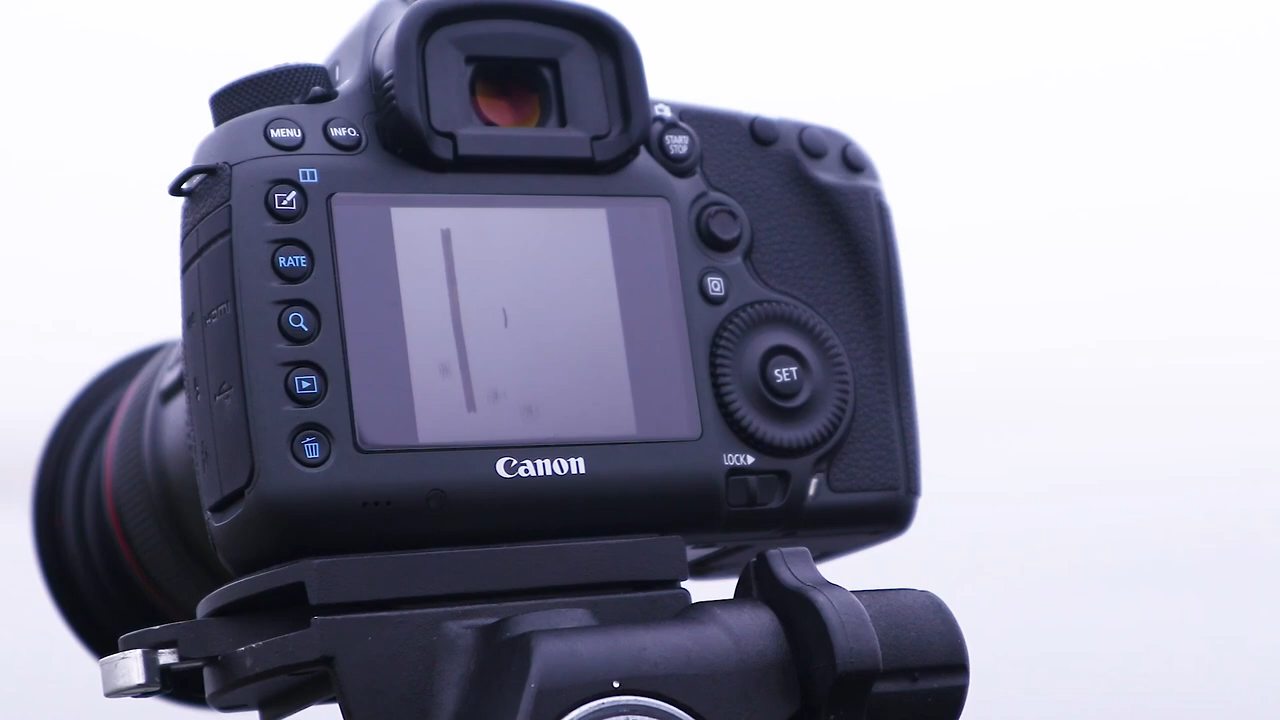 MENU
INFO.
START/
STOP
RATE
Q
SET
Canon
LOCK